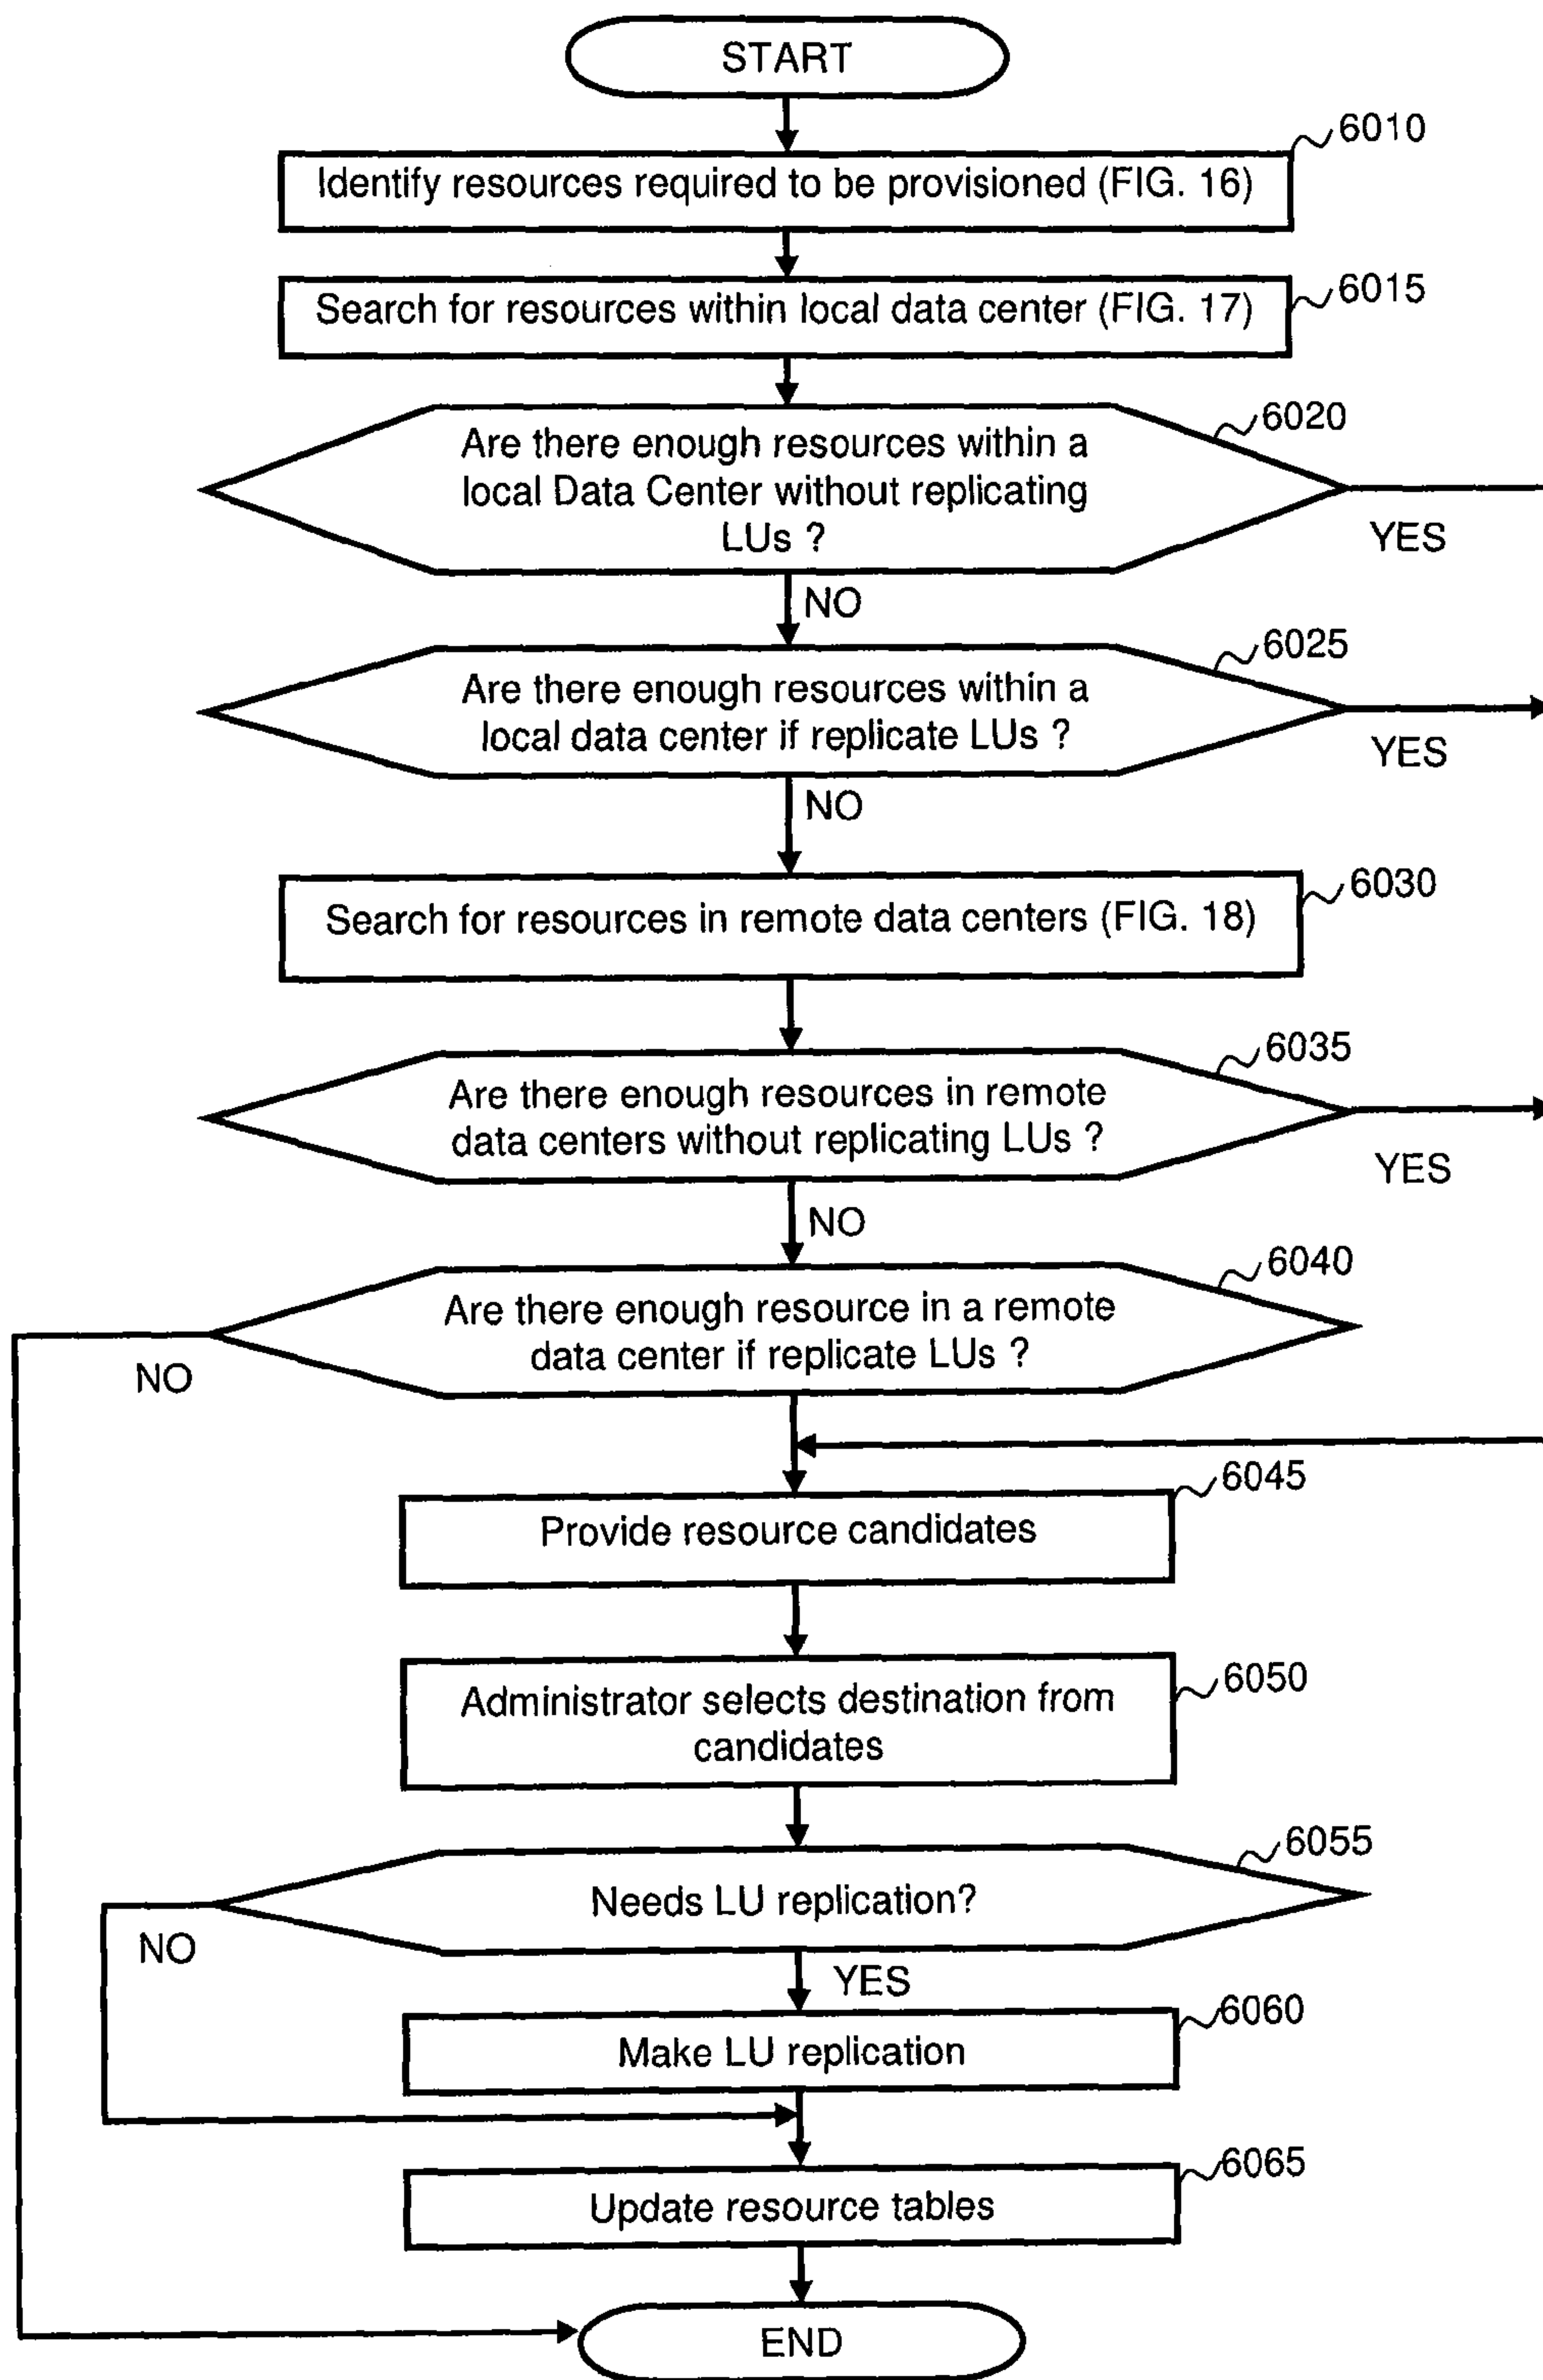 START
6010
Identify resources required to be provisioned (FIG. 16)
6015
Search for resources within local data center (FIG. 17)
6020
Are there enough resources within a
local Data Center without replicating
LUs ?
YES
NO
6025
Are there enough resources within a
local data center if replicate LUs ?
YES
NO
6030
Search for resources in remote data centers (FIG. 18)
6035
Are there enough resources in remote
data centers without replicating LUs ?
YES
NO
6040
Are there enough resource in a remote
data center if replicate LUs ?
NO
6045
Provide resource candidates
6050
Administrator selects destination from
candidates
6055
Needs LU replication?
NO
YES
6060
Make LU replication
6065
Update resource tables
END